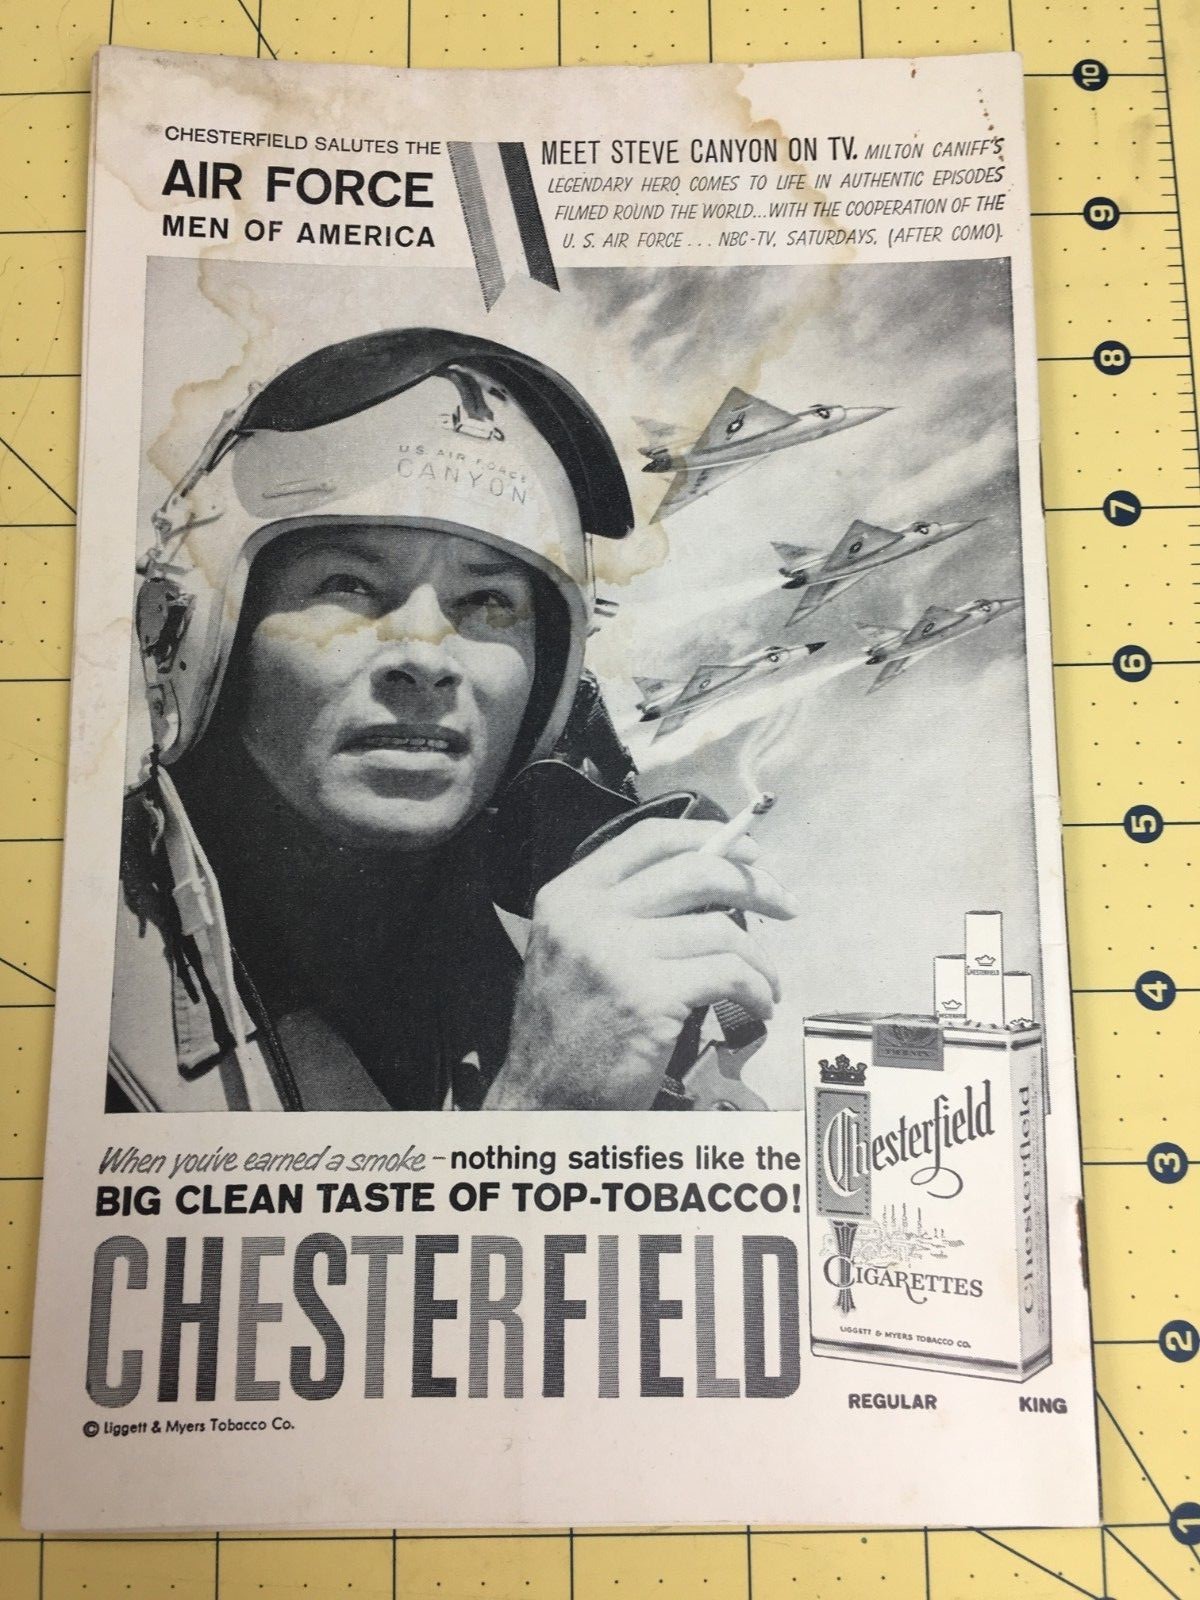 CHESTERFIELD SALUTES THE
AIR FORCE
MEN OF AMERICA
MEET STEVE CANYON ON TV. MILTON CANIFF'S
LEGENDARY HERO COMES TO LIFE IN AUTHENTIC EPISODES
FILMED ROUND THE WORLD...WITH THE COOPERATION OF THE
U. S. AIR FORCE... NBC-TV, SATURDAYS, (AFTER COMO).
U S AIR FORCE
CANYON
CHESTERFIELD
TWENTY
Chesterfield
CIGARETTES
LIGGETT & MYERS TOBACCO CO.
Chesterfield
REGULAR
KING
When you've earned a smoke – nothing satisfies like the
BIG CLEAN TASTE OF TOP-TOBACCO!
CHESTERFIELD
© Liggett & Myers Tobacco Co.
10
9
8
7
6
5
4
3
2
1